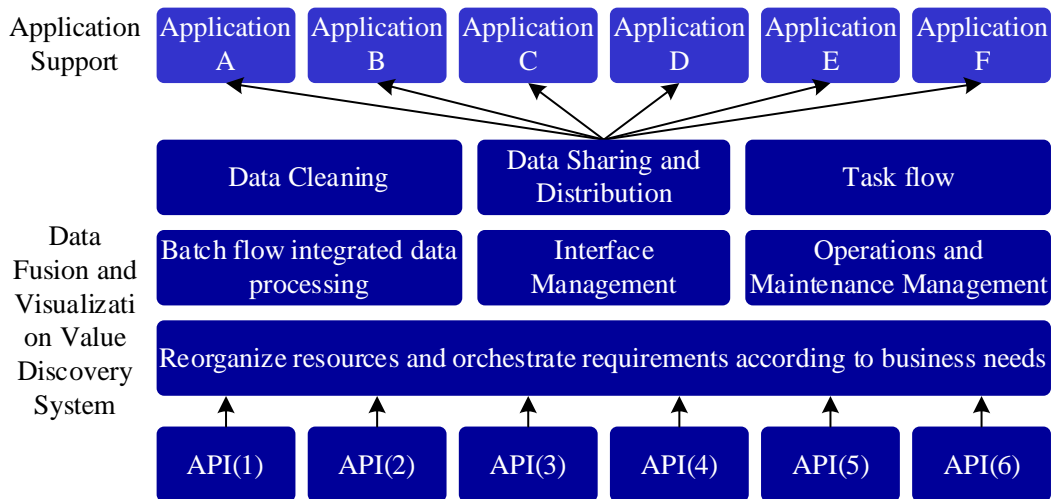 Application
Support
Application
A
Application
B
Application
C
Application
D
Application
E
Application
F
Data
Fusion and
Visualizati
on Value
Discovery
System
Data Cleaning
Data Sharing and
Distribution
Task flow
Batch flow integrated data
processing
Interface
Management
Operations and
Maintenance Management
Reorganize resources and orchestrate requirements according to business needs
API(1)
API(2)
API(3)
API(4)
API(5)
API(6)